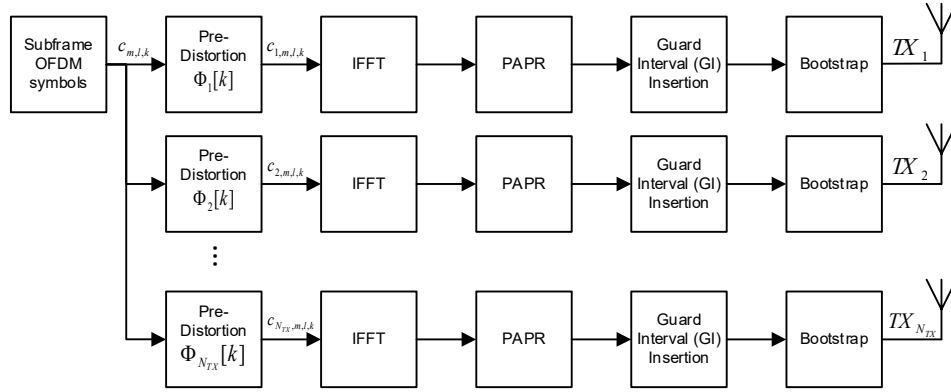 Subframe
OFDM
symbols
c_{m,l,k}
Pre-
Distortion
Φ_1[k]
c_{1,m,l,k}
IFFT
PAPR
Guard
Interval (GI)
Insertion
Bootstrap
TX_1
Pre-
Distortion
Φ_2[k]
c_{2,m,l,k}
IFFT
PAPR
Guard
Interval (GI)
Insertion
Bootstrap
TX_2
Pre-
Distortion
Φ_{N_{TX}}[k]
c_{N_{TX},m,l,k}
IFFT
PAPR
Guard
Interval (GI)
Insertion
Bootstrap
TX_{N_{TX}}